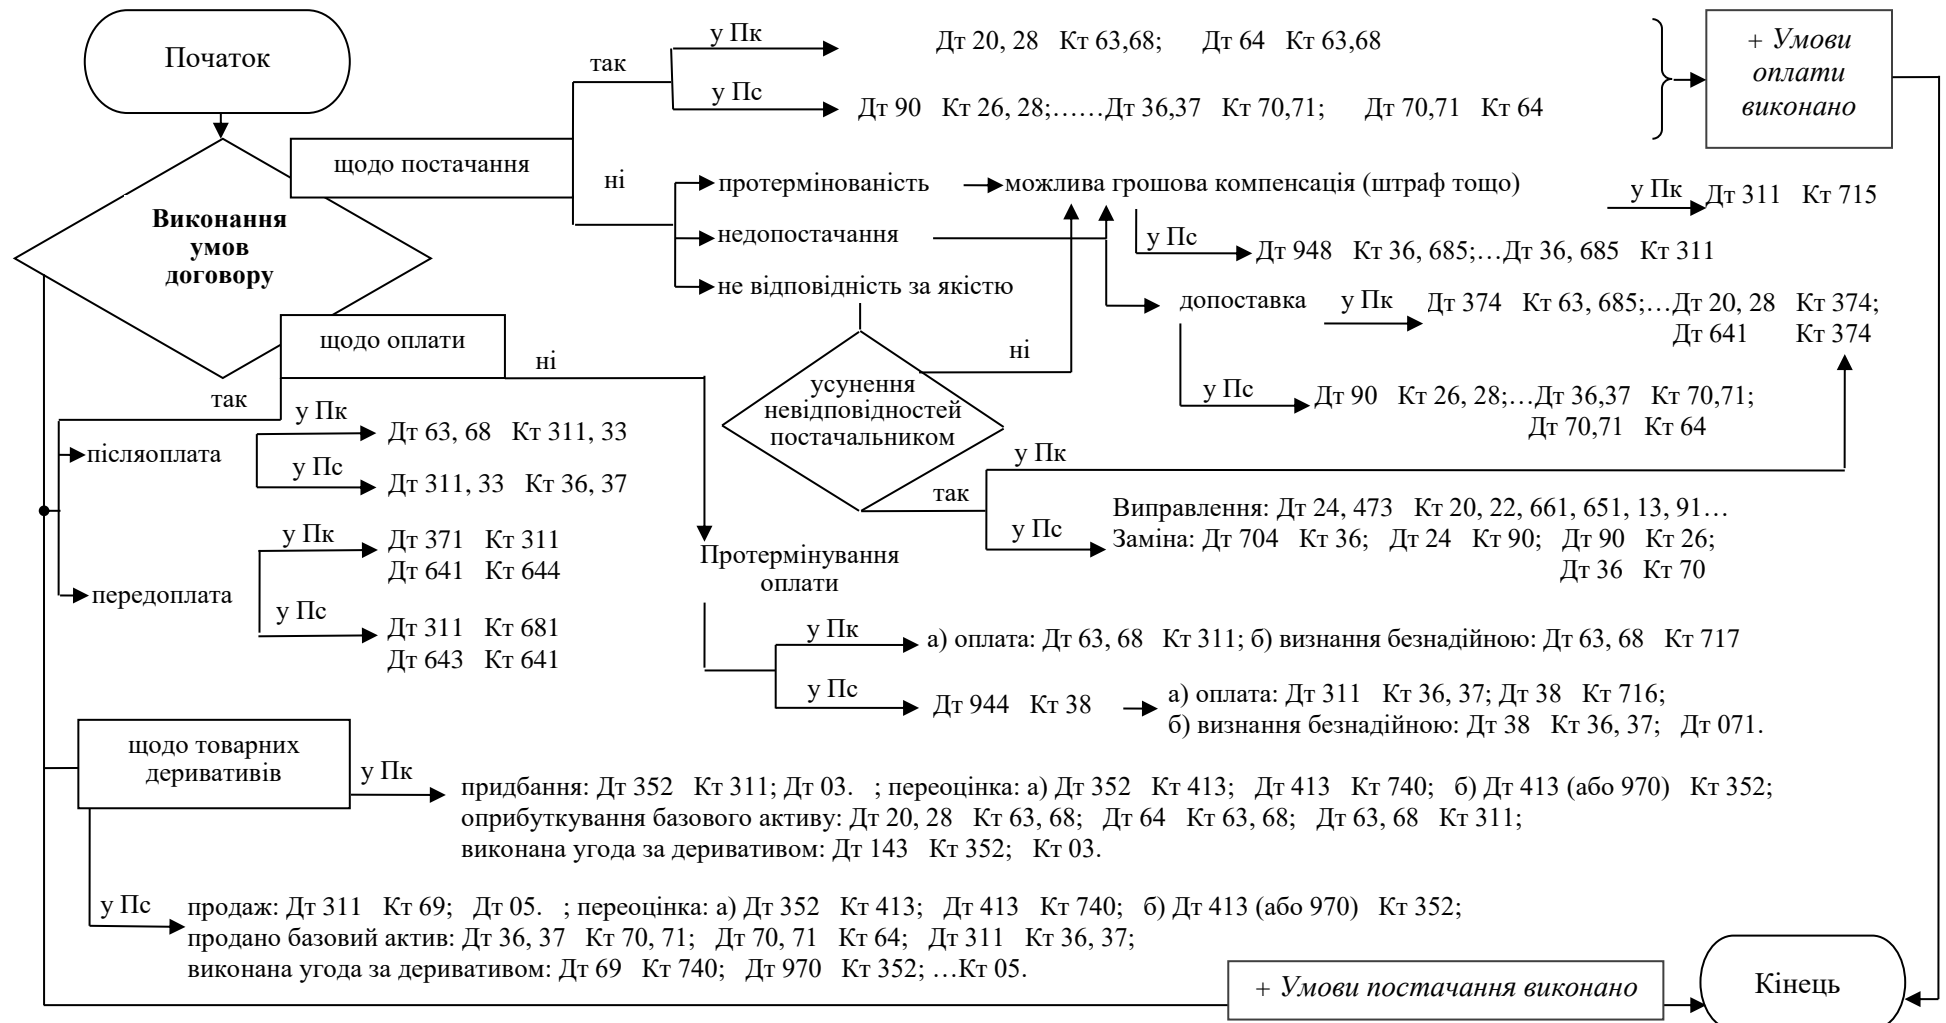 Початок
у Пк
Дт 20, 28 Кт 63,68; Дт 64 Кт 63,68
+ Умови
оплати
виконано
так
у Пс
Дт 90 Кт 26, 28;……Дт 36,37 Кт 70,71; Дт 70,71 Кт 64
щодо постачання
ні
протермінованість
можлива грошова компенсація (штраф тощо)
у Пк
Дт 311 Кт 715
Виконання
умов
договору
недопостачання
у Пс
Дт 948 Кт 36, 685;…Дт 36, 685 Кт 311
не відповідність за якістю
допоставка
у Пк
Дт 374 Кт 63, 685;…Дт 20, 28 Кт 374;
Дт 641 Кт 374
щодо оплати
ні
ні
усунення
невідповідностей
постачальником
у Пс
Дт 90 Кт 26, 28;…Дт 36,37 Кт 70,71;
Дт 70,71 Кт 64
так
у Пк
Дт 63, 68 Кт 311, 33
післяоплата
у Пс
Дт 311, 33 Кт 36, 37
у Пк
так
Виправлення: Дт 24, 473 Кт 20, 22, 661, 651, 13, 91…
у Пс
Заміна: Дт 704 Кт 36; Дт 24 Кт 90; Дт 90 Кт 26;
Дт 36 Кт 70
у Пк
Дт 371 Кт 311
Дт 641 Кт 644
передоплата
у Пс
Дт 311 Кт 681
Дт 643 Кт 641
Протермінування
оплати
у Пк
а) оплата: Дт 63, 68 Кт 311; б) визнання безнадійною: Дт 63, 68 Кт 717
у Пс
Дт 944 Кт 38
а) оплата: Дт 311 Кт 36, 37; Дт 38 Кт 716;
б) визнання безнадійною: Дт 38 Кт 36, 37; Дт 071.
щодо товарних
деривативів
у Пк
придбання: Дт 352 Кт 311; Дт 03. ; переоцінка: а) Дт 352 Кт 413; Дт 413 Кт 740; б) Дт 413 (або 970) Кт 352;
оприбуткування базового активу: Дт 20, 28 Кт 63, 68; Дт 64 Кт 63, 68; Дт 63, 68 Кт 311;
виконана угода за деривативом: Дт 143 Кт 352; Кт 03.
у Пс
продаж: Дт 311 Кт 69; Дт 05. ; переоцінка: а) Дт 352 Кт 413; Дт 413 Кт 740; б) Дт 413 (або 970) Кт 352;
продано базовий актив: Дт 36, 37 Кт 70, 71; Дт 70, 71 Кт 64; Дт 311 Кт 36, 37;
виконана угода за деривативом: Дт 69 Кт 740; Дт 970 Кт 352; …Кт 05.
+ Умови постачання виконано
Кінець